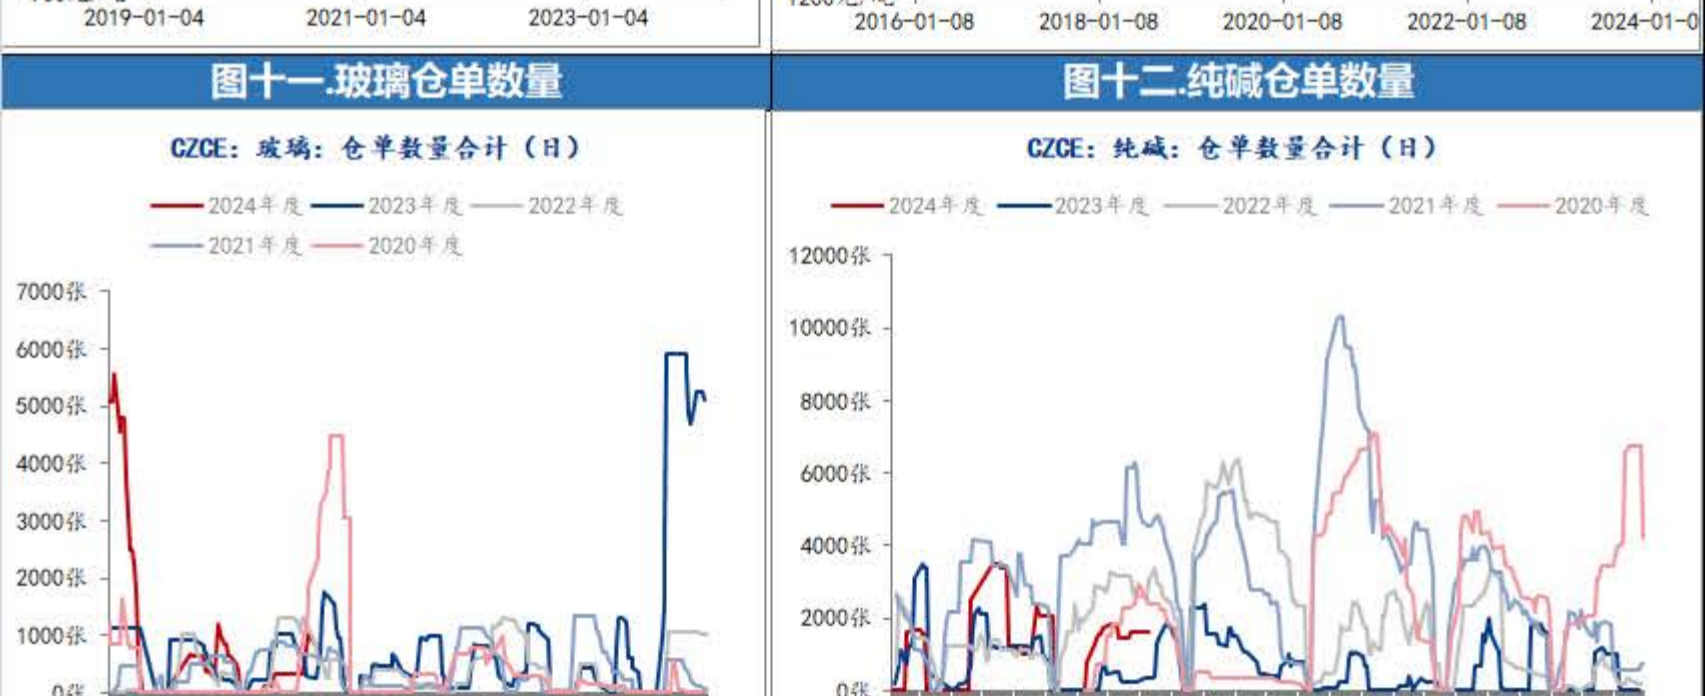 2019-01-04 2021-01-04 2023-01-04
2016-01-08 2018-01-08 2020-01-08 2022-01-08 2024-01-0
图十一.玻璃仓单数量
CZCE：玻璃：仓单数量合计（日）
2024年度 2023年度 2022年度
2021年度 2020年度
7000张
6000张
5000张
4000张
3000张
2000张
1000张
0张
图十二.纯碱仓单数量
CZCE：纯碱：仓单数量合计（日）
2024年度 2023年度 2022年度 2021年度 2020年度
12000张
10000张
8000张
6000张
4000张
2000张
0张